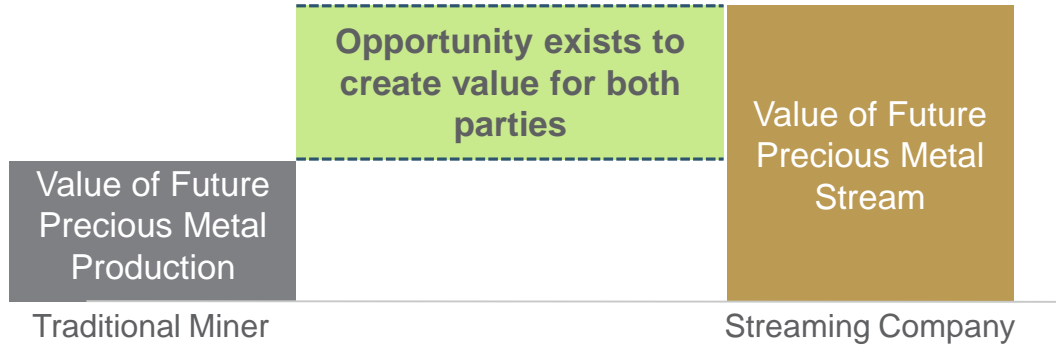 Opportunity exists to
create value for both
parties
Value of Future
Precious Metal
Stream
Value of Future
Precious Metal
Production
Traditional Miner
Streaming Company